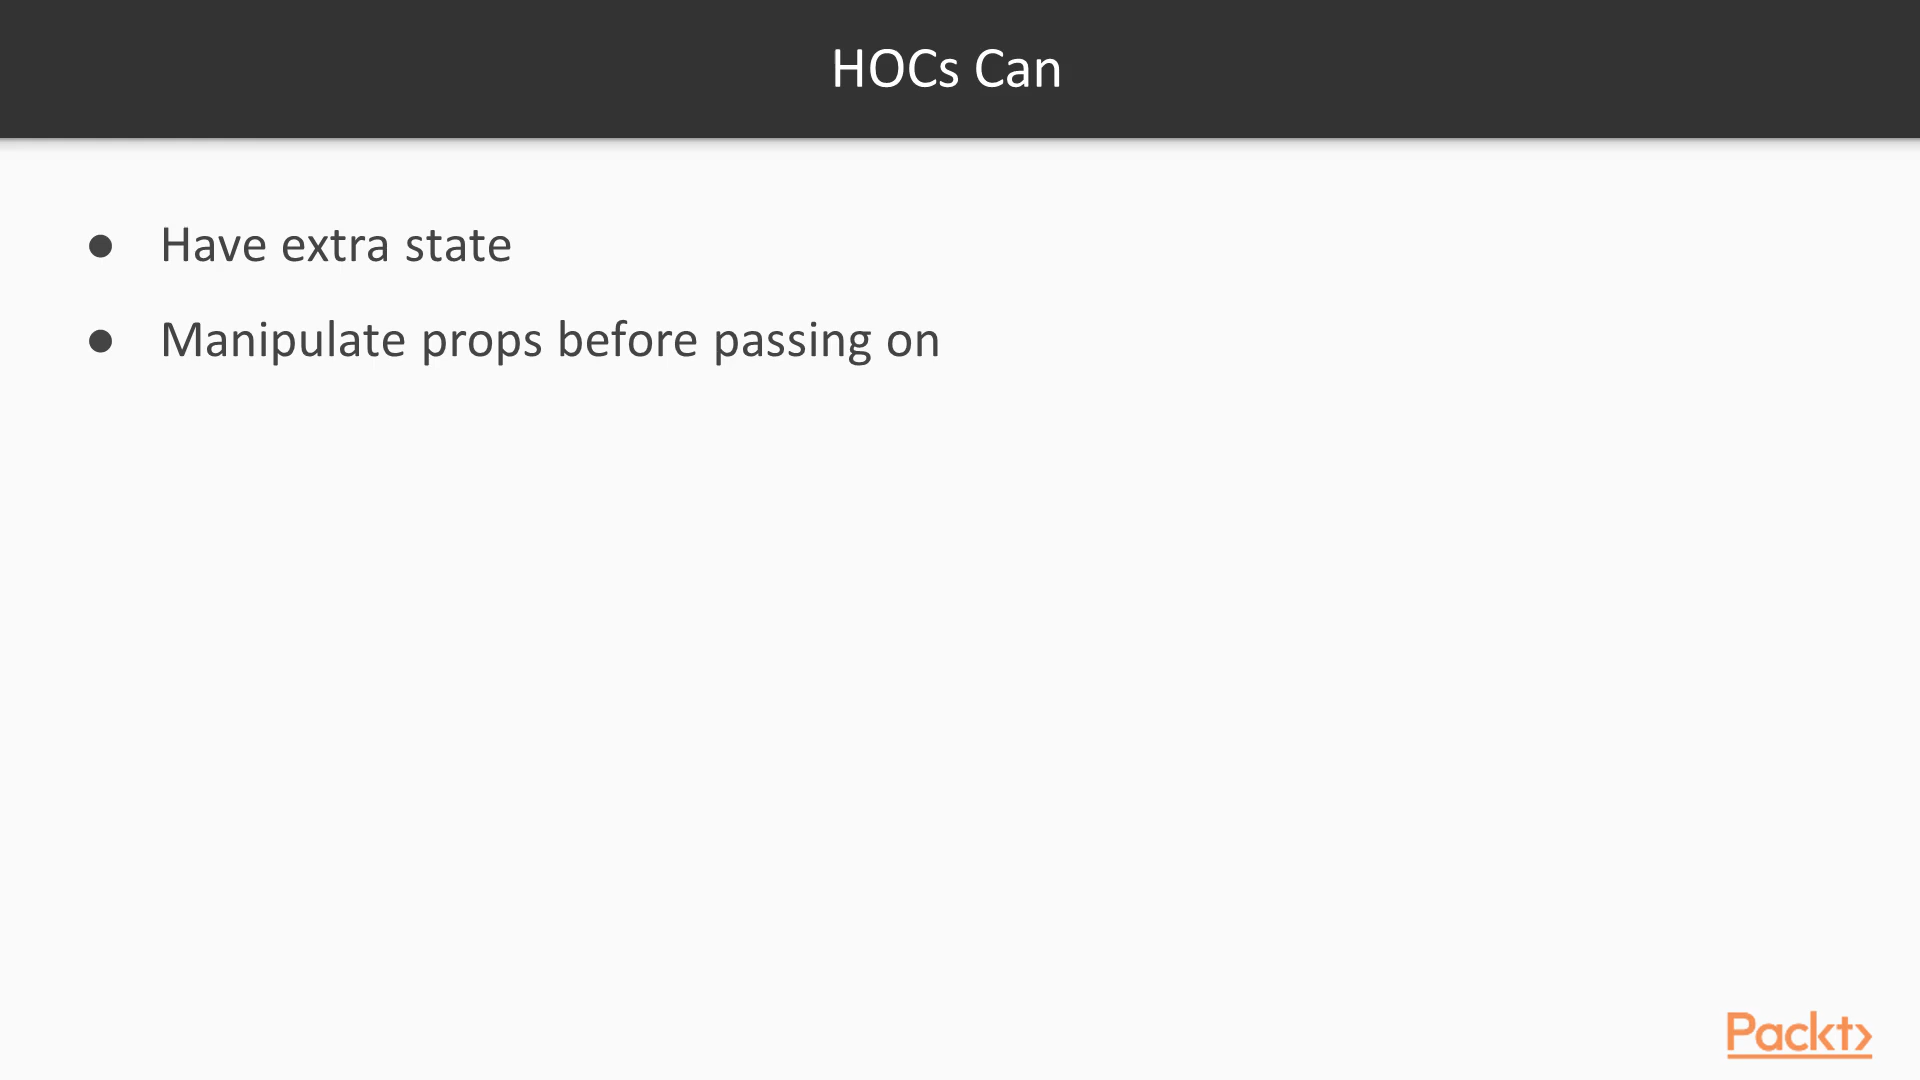 HOCs Can
● Have extra state
● Manipulate props before passing on
Packt>